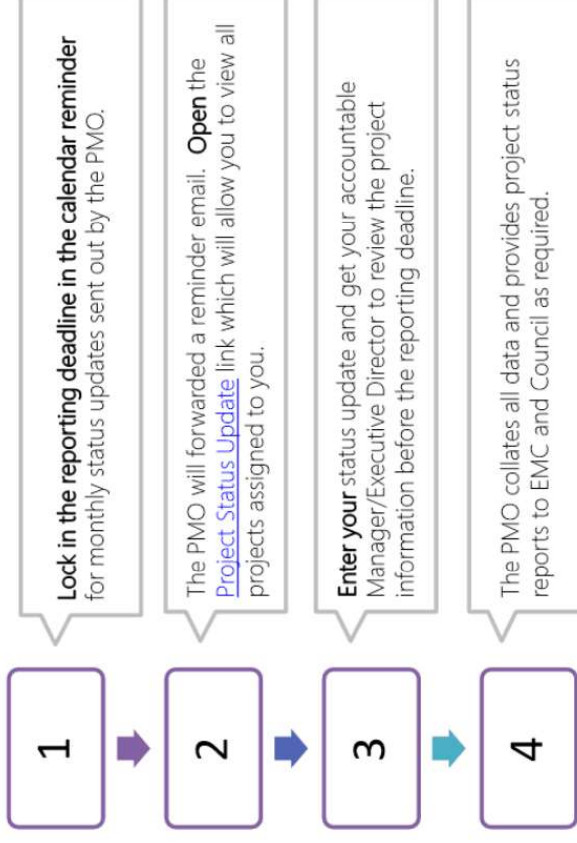 1
Lock in the reporting deadline in the calendar reminder
for monthly status updates sent out by the PMO.
2
The PMO will forwarded a reminder email. Open the
Project Status Update link which will allow you to view all
projects assigned to you.
3
Enter your status update and get your accountable
Manager/Executive Director to review the project
information before the reporting deadline.
4
The PMO collates all data and provides project status
reports to EMC and Council as required.